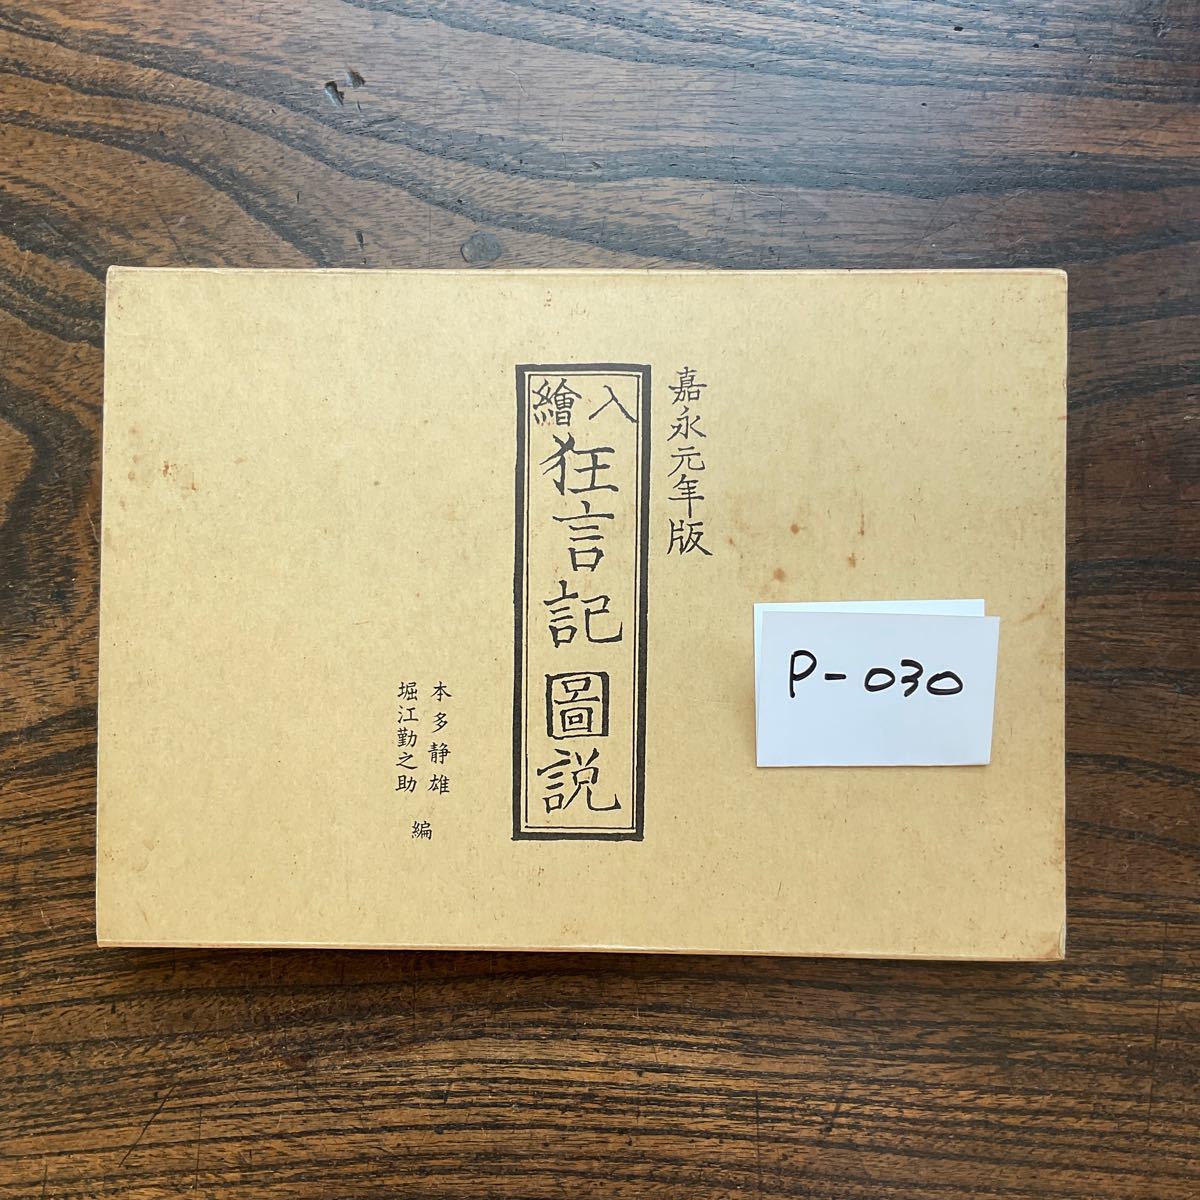 嘉永元年版
繪入
狂言記圖説
本多静雄
堀江勤之助
編
P-030